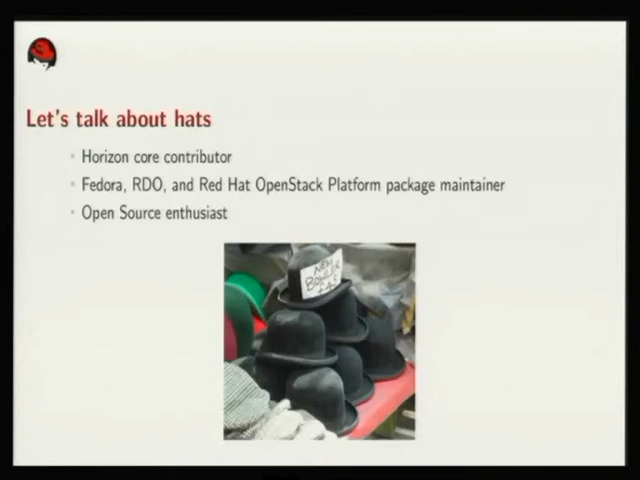 Let's talk about hats
Horizon core contributor
Fedora, RDO, and Red Hat OpenStack Platform package maintainer
Open Source enthusiast
NEW
BOWLER